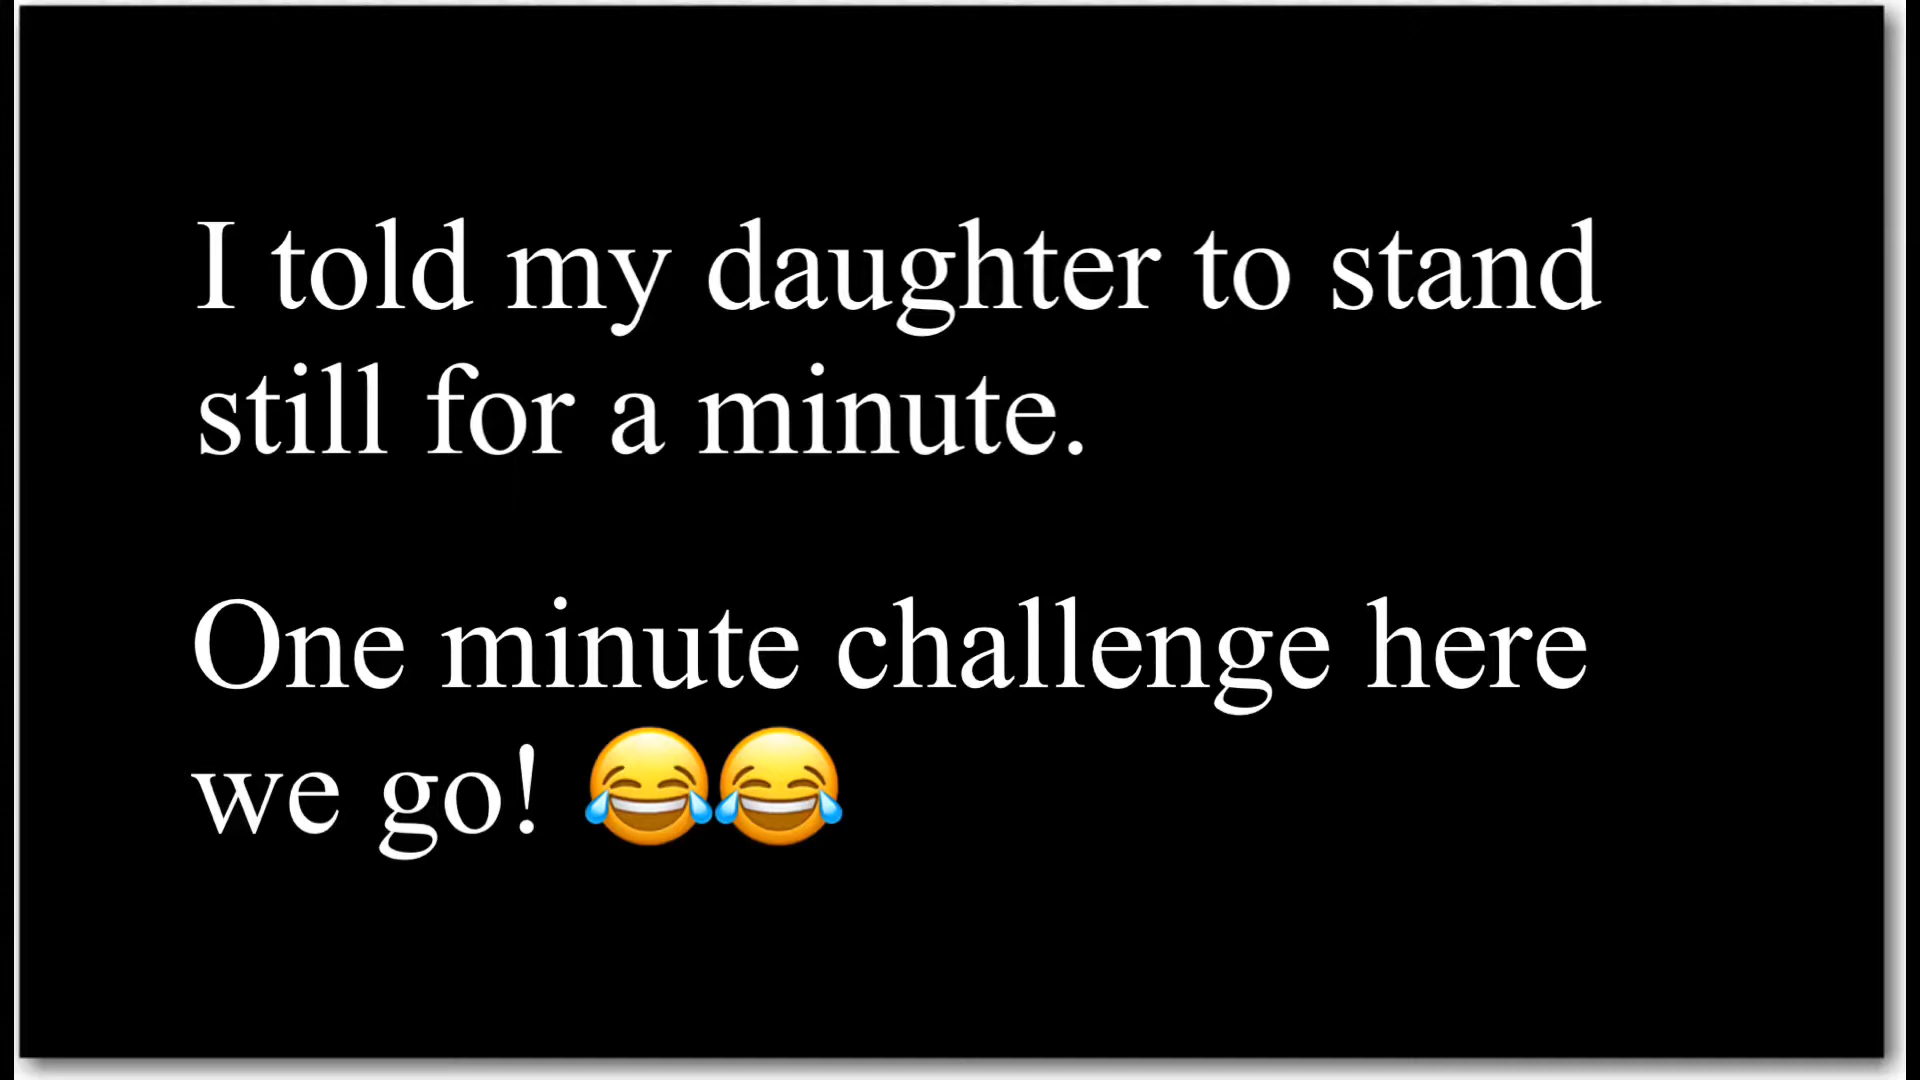 I told my daughter to stand
still for a minute.
One minute challenge here
we go! 😂😂